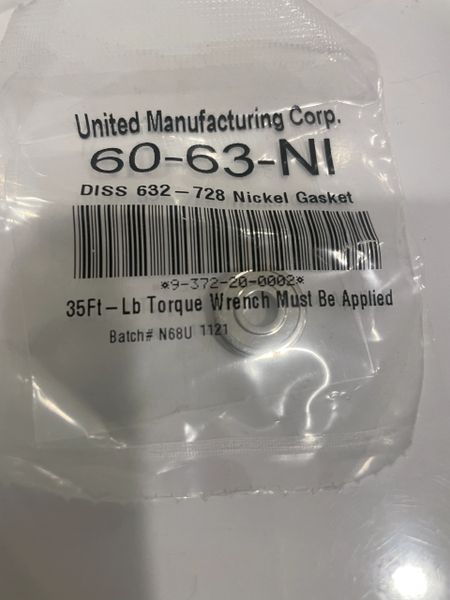 United Manufacturing Corp.
60-63-NI
DISS 632-728 Nickel Gasket
*9-372-20-0002*
35Ft-Lb Torque Wrench Must Be Applied
Batch# N68U 1121